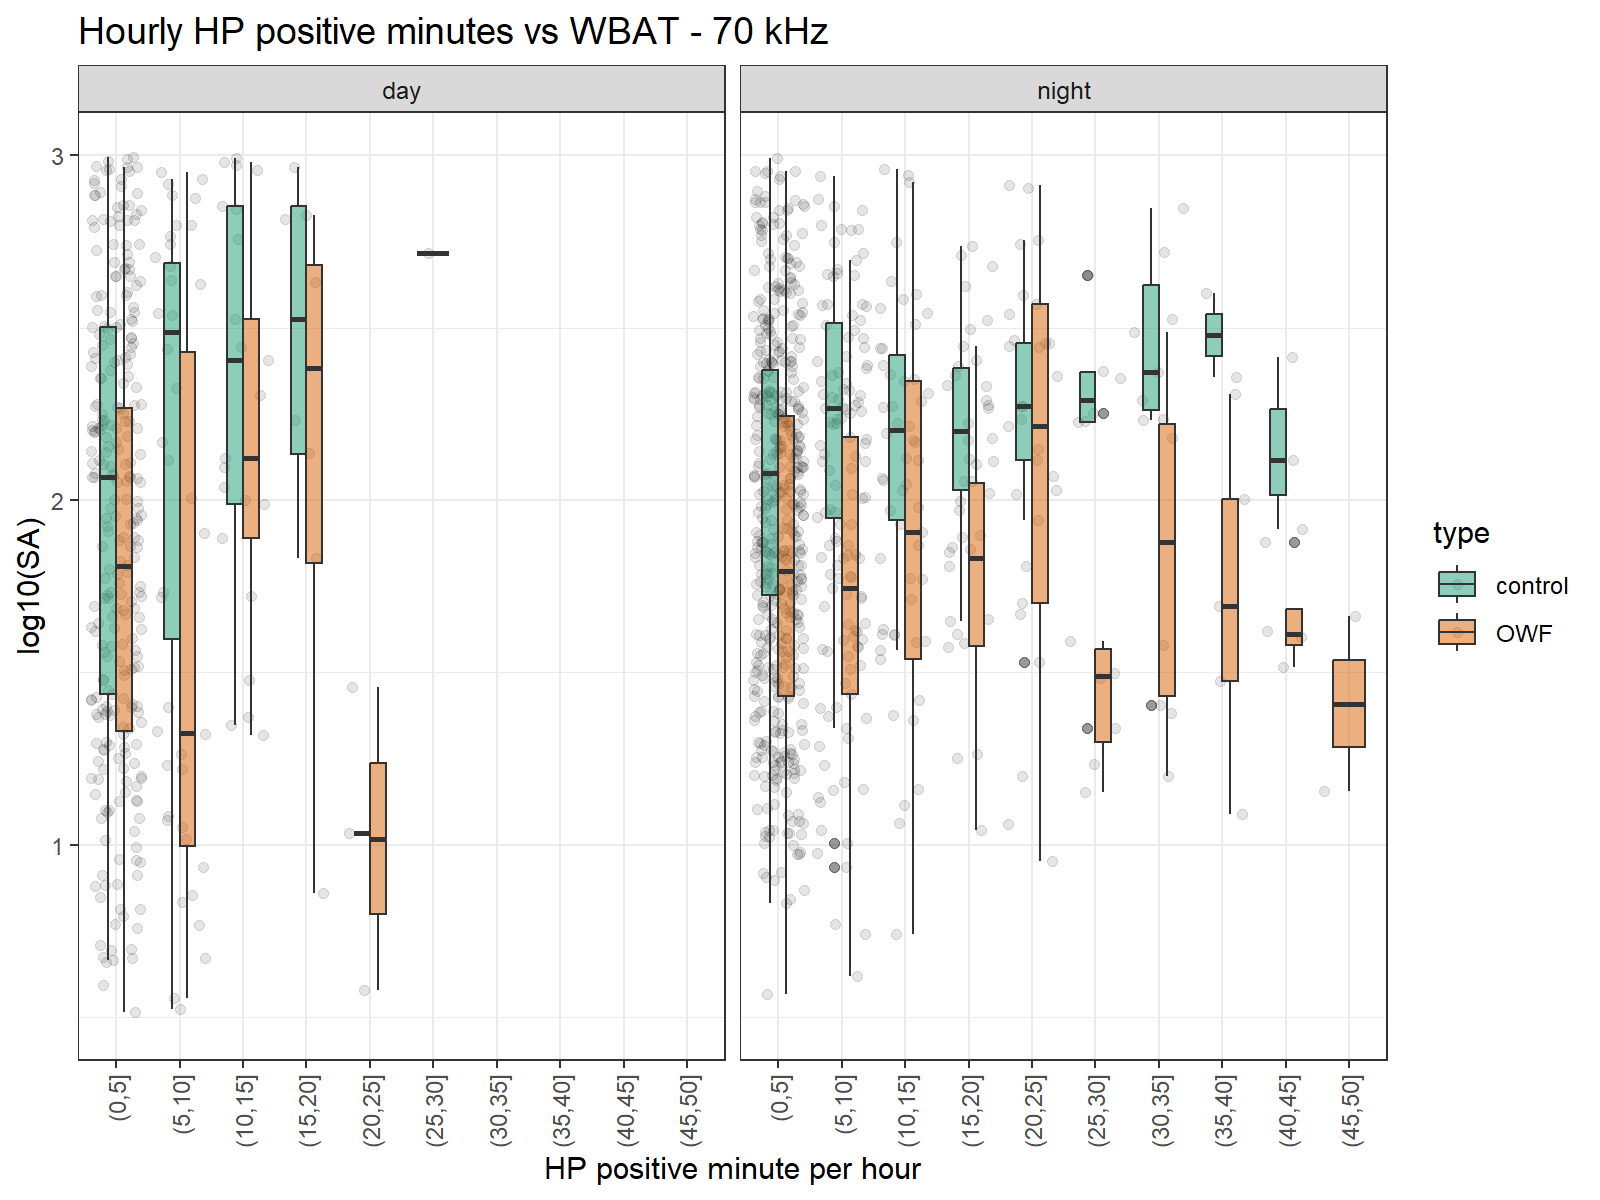 Hourly HP positive minutes vs WBAT - 70 kHz
day
night
log10(SA)
3
2
1
(0,5]
(5,10]
(10,15]
(15,20]
(20,25]
(25,30]
(30,35]
(35,40]
(40,45]
(45,50]
(0,5]
(5,10]
(10,15]
(15,20]
(20,25]
(25,30]
(30,35]
(35,40]
(40,45]
(45,50]
HP positive minute per hour
type
control
OWF